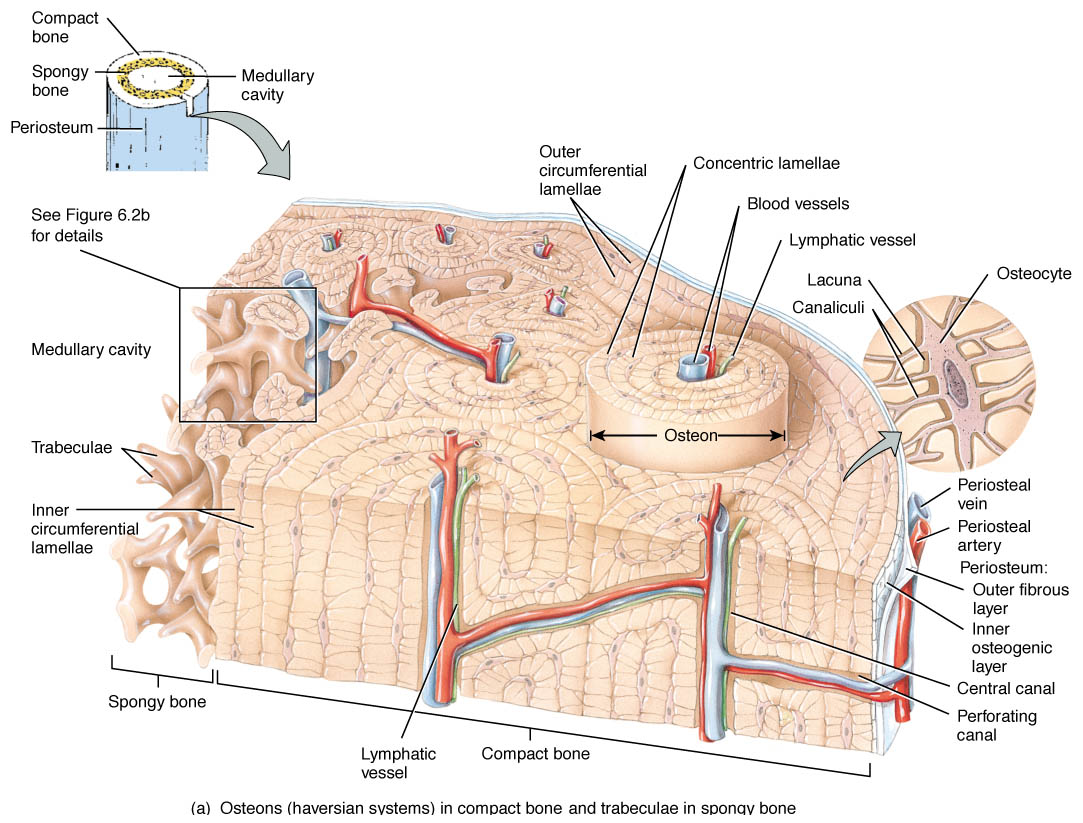 Compact
bone
Spongy
bone
Medullary
cavity
Periosteum
Outer
circumferential
lamellae
Concentric lamellae
Blood vessels
Lymphatic vessel
See Figure 6.2b
for details
Lacuna
Osteocyte
Canaliculi
Medullary cavity
Osteon
Trabeculae
Inner
circumferential
lamellae
Periosteal
vein
Periosteal
artery
Periosteum:
Outer fibrous
layer
Inner
osteogenic
layer
Central canal
Perforating
canal
Spongy bone
Lymphatic
vessel
Compact bone
(a) Osteons (haversian systems) in compact bone and trabeculae in spongy bone